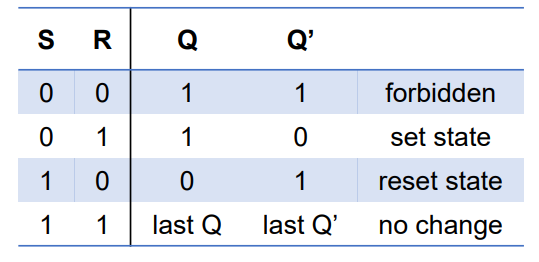 S R Q Q’
0 0 1 1 forbidden
0 1 1 0 set state
1 0 0 1 reset state
1 1 last Q last Q’ no change